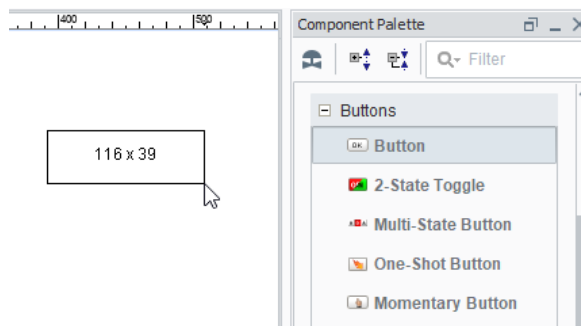 400 500
Component Palette
Filter
Buttons
116 x 39
OK Button
2-State Toggle
Multi-State Button
One-Shot Button
Momentary Button